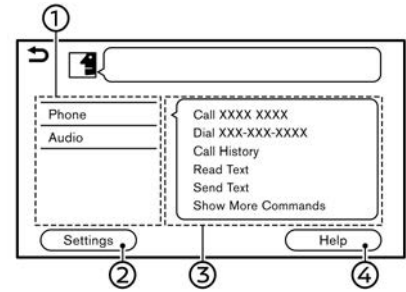 ①
Phone
Audio
Call XXXX XXXX
Dial XXX-XXX-XXXX
Call History
Read Text
Send Text
Show More Commands
Settings
Help
②
③
④